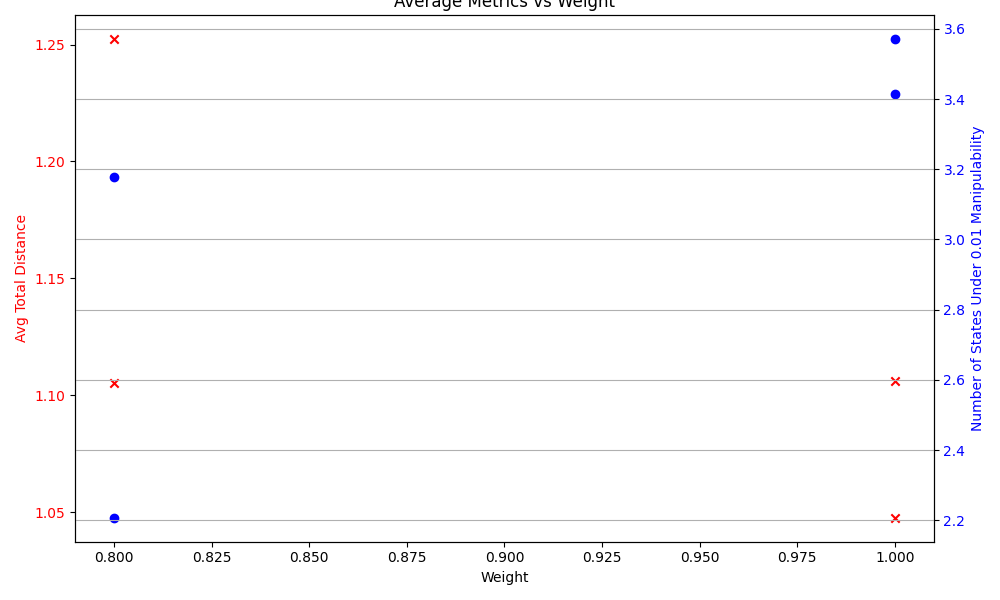 Average Metrics vs Weight
1.25
1.20
1.15
1.10
1.05
Avg Total Distance
3.6
3.4
3.2
3.0
2.8
2.6
2.4
2.2
Number of States Under 0.01 Manipulability
0.800 0.825 0.850 0.875 0.900 0.925 0.950 0.975 1.000
Weight